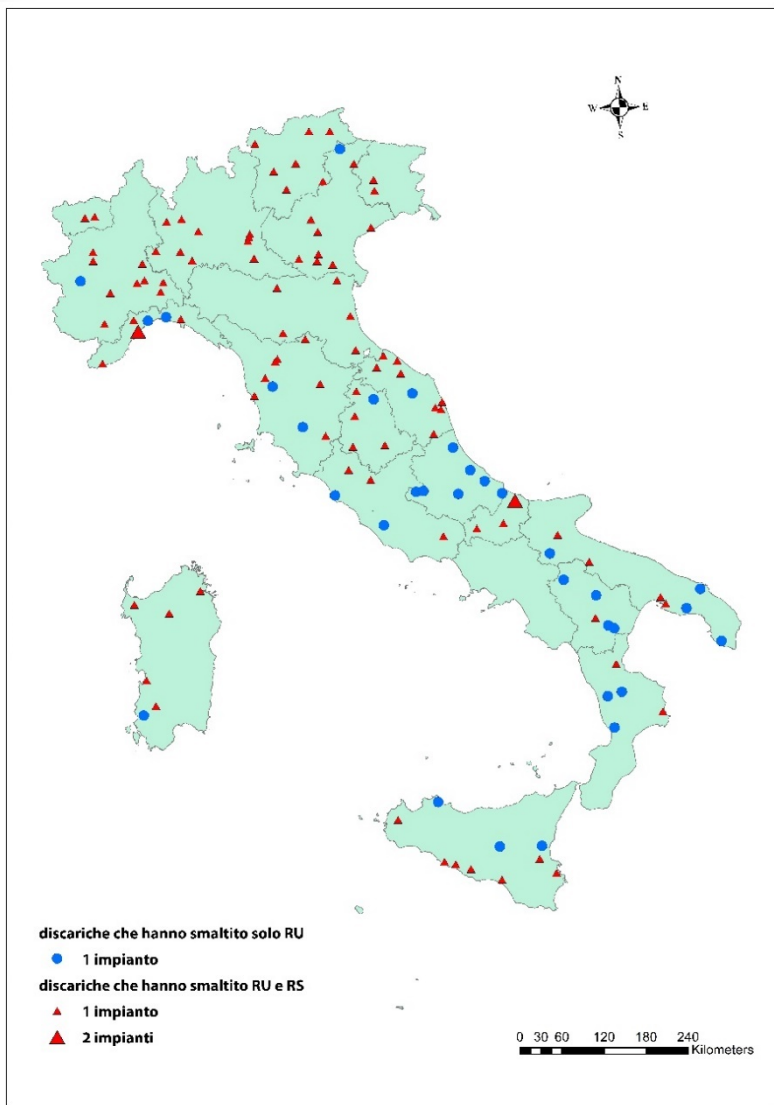 N
W E
S
discariche che hanno smaltito solo RU
1 impianto
discariche che hanno smaltito RU e RS
1 impianto
2 impianti
0 30 60 120 180 240
Kilometers